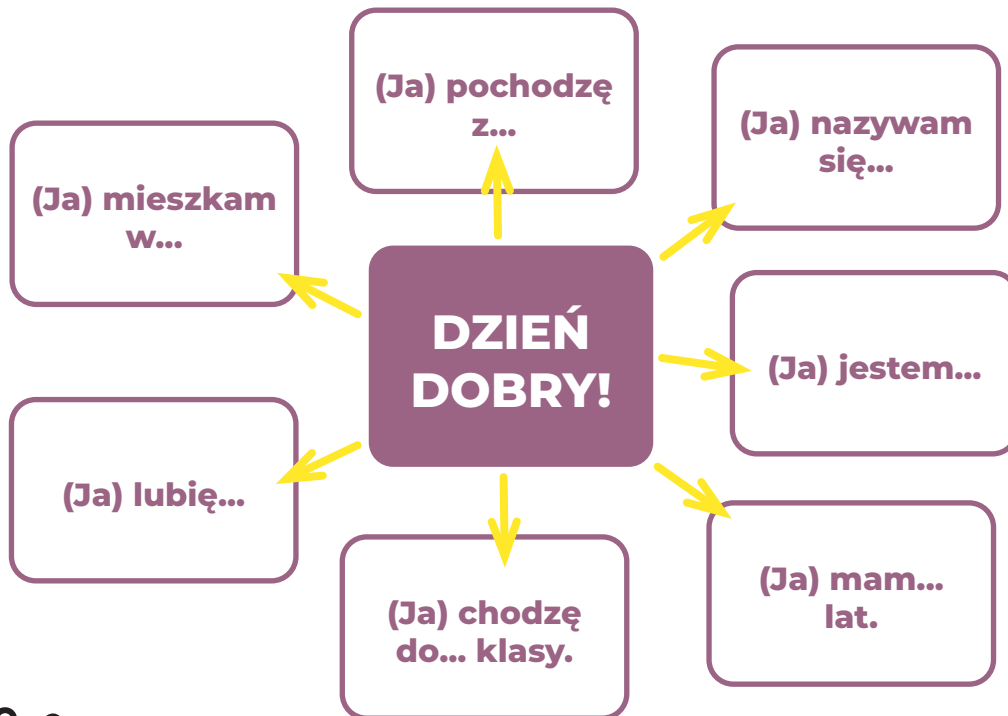 (Ja) pochodzę
z...
(Ja) nazywam
się...
(Ja) mieszkam
w...
DZIEŃ
DOBRY!
(Ja) jestem...
(Ja) lubię...
(Ja) mam...
lat.
(Ja) chodzę
do... klasy.